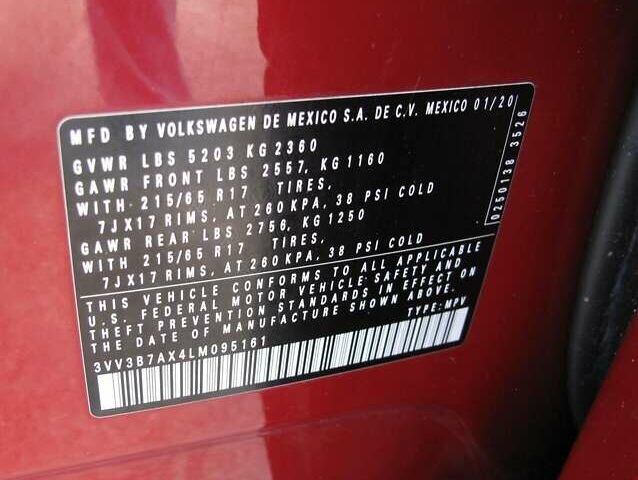 MFD BY VOLKSWAGEN DE MEXICO S.A. DE C.V. MEXICO 01/20
GVWR LBS 5203 KG 2360
GAWR FRONT LBS 2557, KG 1160
WITH 215/65 R17 TIRES,
7JX17 RIMS, AT 260 KPA, 38 PSI COLD
GAWR REAR LBS 2756, KG 1250
WITH 215/65 R17 TIRES,
7JX17 RIMS, AT 260 KPA, 38 PSI COLD
THIS VEHICLE CONFORMS TO ALL APPLICABLE
U.S. FEDERAL MOTOR VEHICLE SAFETY AND
THEFT PREVENTION STANDARDS IN EFFECT ON
THE DATE OF MANUFACTURE SHOWN ABOVE.
3VV3B7AX4LM095161 TYPE: MPV
0250138 3526